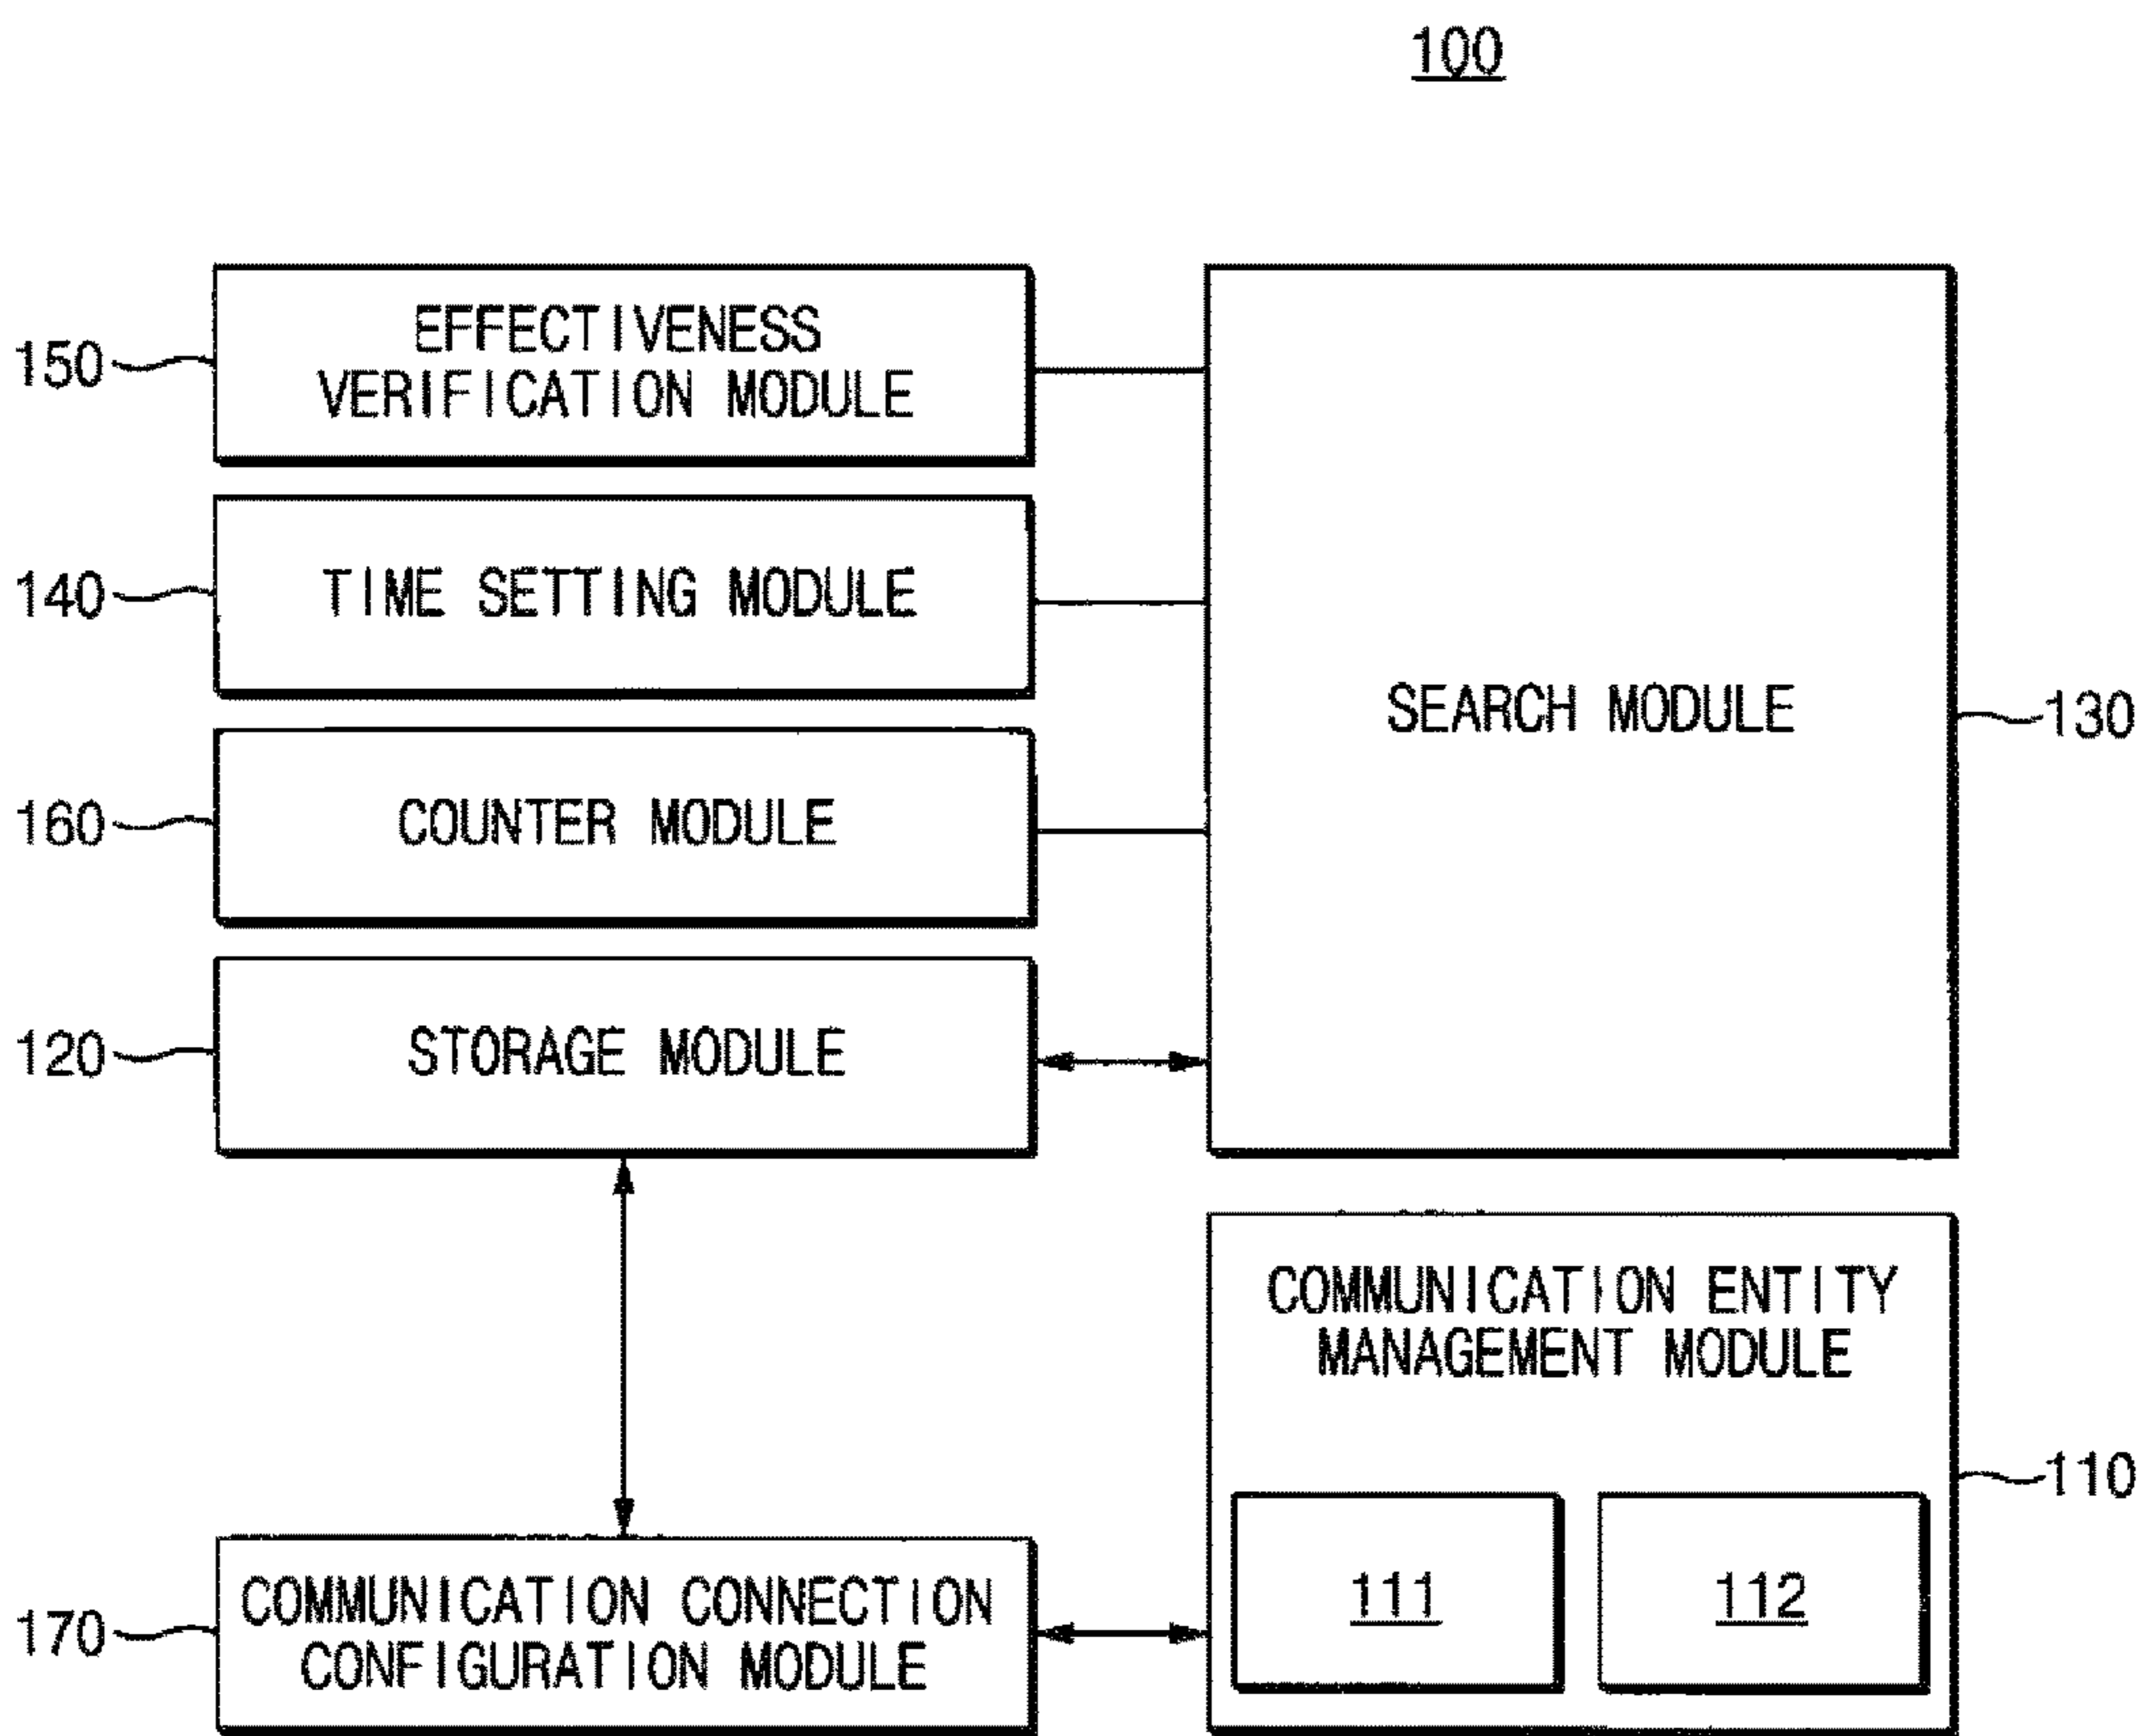 100
150
EFFECTIVENESS
VERIFICATION MODULE
140
TIME SETTING MODULE
160
COUNTER MODULE
120
STORAGE MODULE
SEARCH MODULE
130
COMMUNICATION ENTITY
MANAGEMENT MODULE
110
111
112
170
COMMUNICATION CONNECTION
CONFIGURATION MODULE